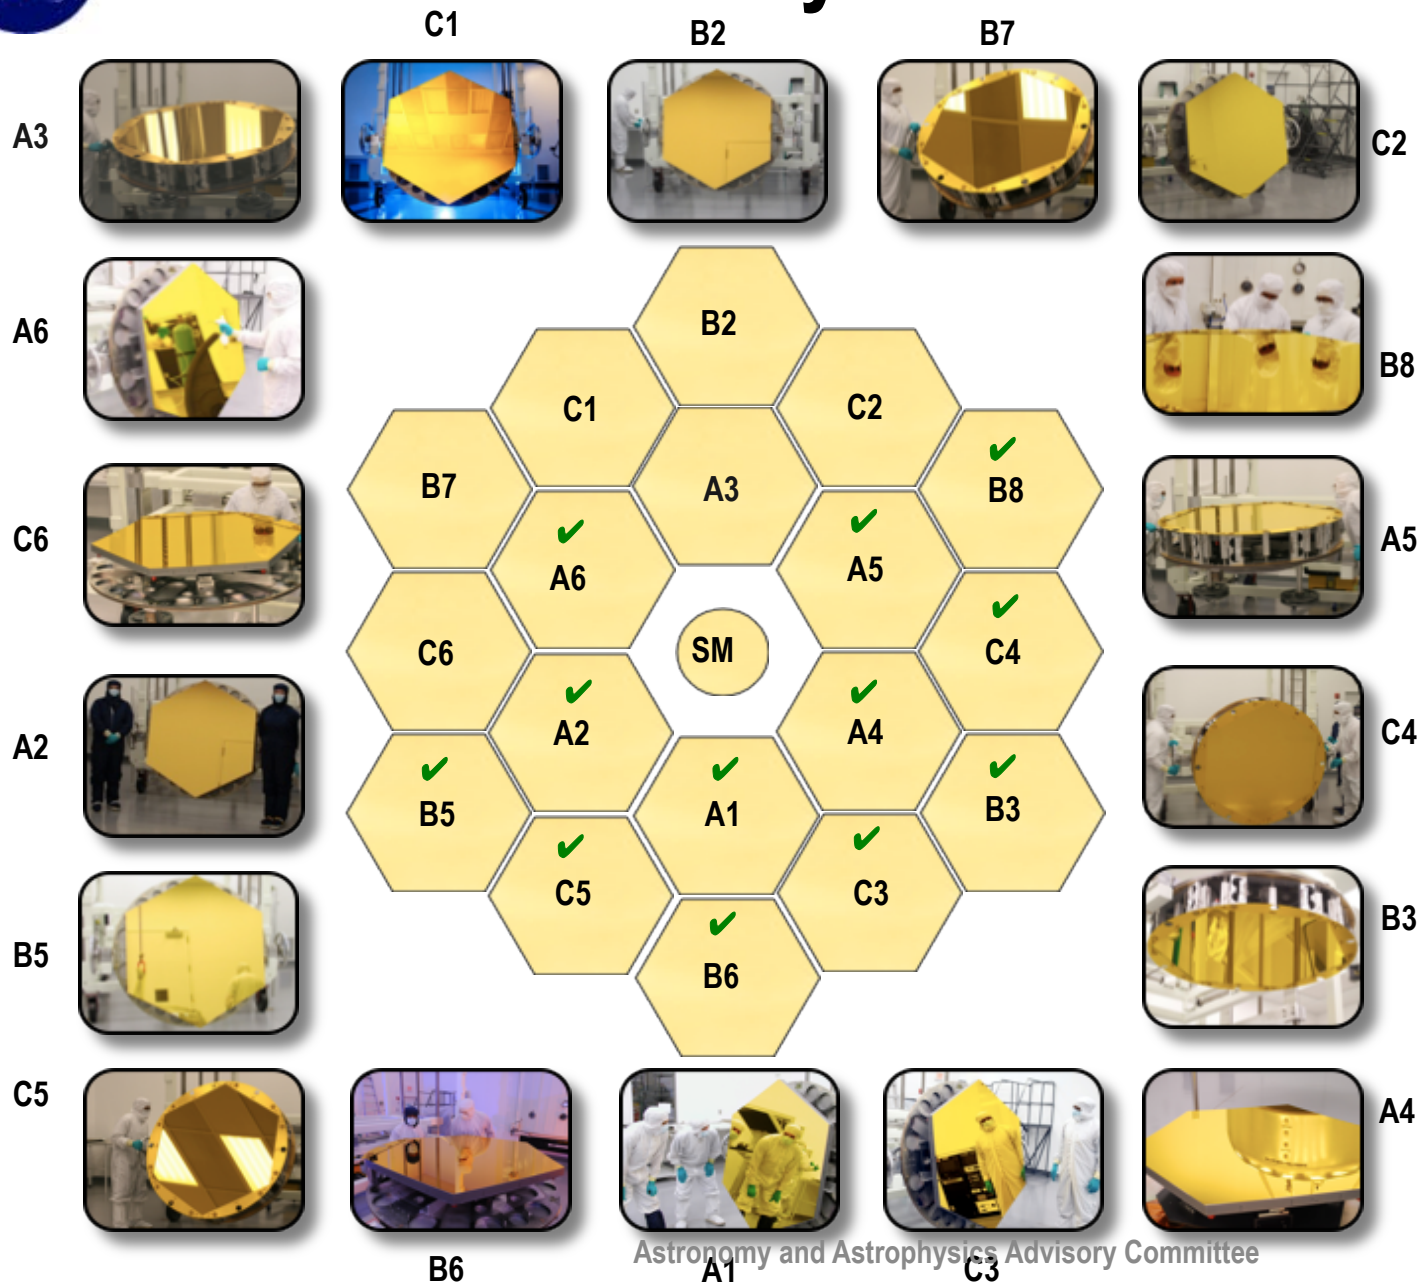 C1
B2
B7
A3
C2
A6
B8
C6
A5
A2
C4
B5
B3
C5
A4
B2
C1
C2
B7
A3
✔
B8
✔
A6
✔
A5
C6
SM
✔
C4
✔
A2
✔
A4
✔
B5
✔
A1
✔
B3
✔
C5
✔
C3
✔
B6
Astronomy and Astrophysics Advisory Committee
B6
A1
C3